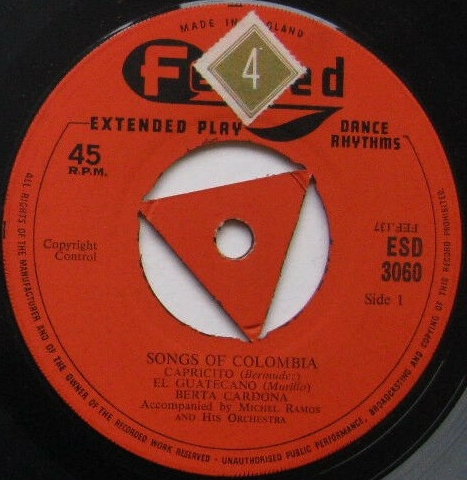 MADE IN ENGLAND
4
EXTENDED PLAY
DANCE
RHYTHMS
45
R.P.M.
FEF.137
ESD
3060
Copyright
Control
Side 1
SONGS OF COLOMBIA
CAPRICITO (Bermudez)
EL GUATECANO (Murillo)
BERTA CARDONA
Accompanied by MICHEL RAMOS
AND HIS ORCHESTRA
ALL RIGHTS OF THE MANUFACTURER AND OF THE OWNER OF THE RECORDED WORK RESERVED - UNAUTHORISED PUBLIC PERFORMANCE, BROADCASTING AND COPYING OF THIS RECORD PROHIBITED.